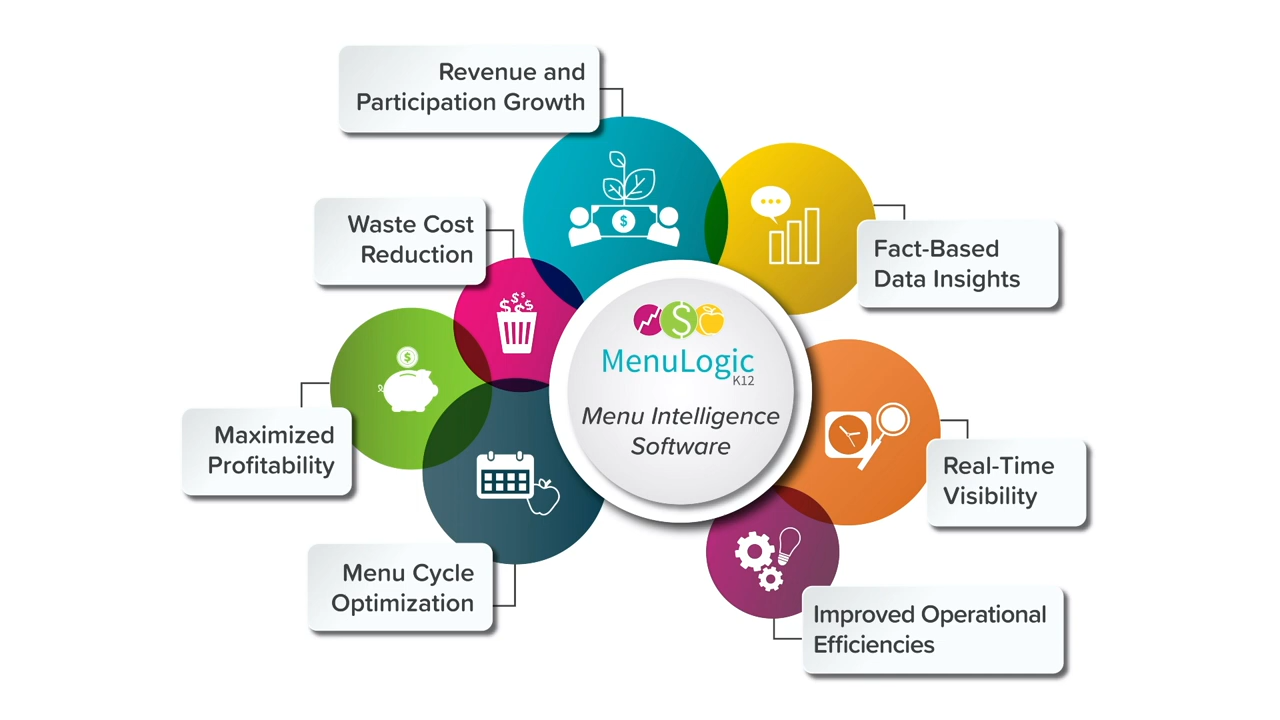 Revenue and
Participation Growth
Waste Cost
Reduction
Fact-Based
Data Insights
MenuLogic
K12
Menu Intelligence
Software
Maximized
Profitability
Real-Time
Visibility
Menu Cycle
Optimization
Improved Operational
Efficiencies